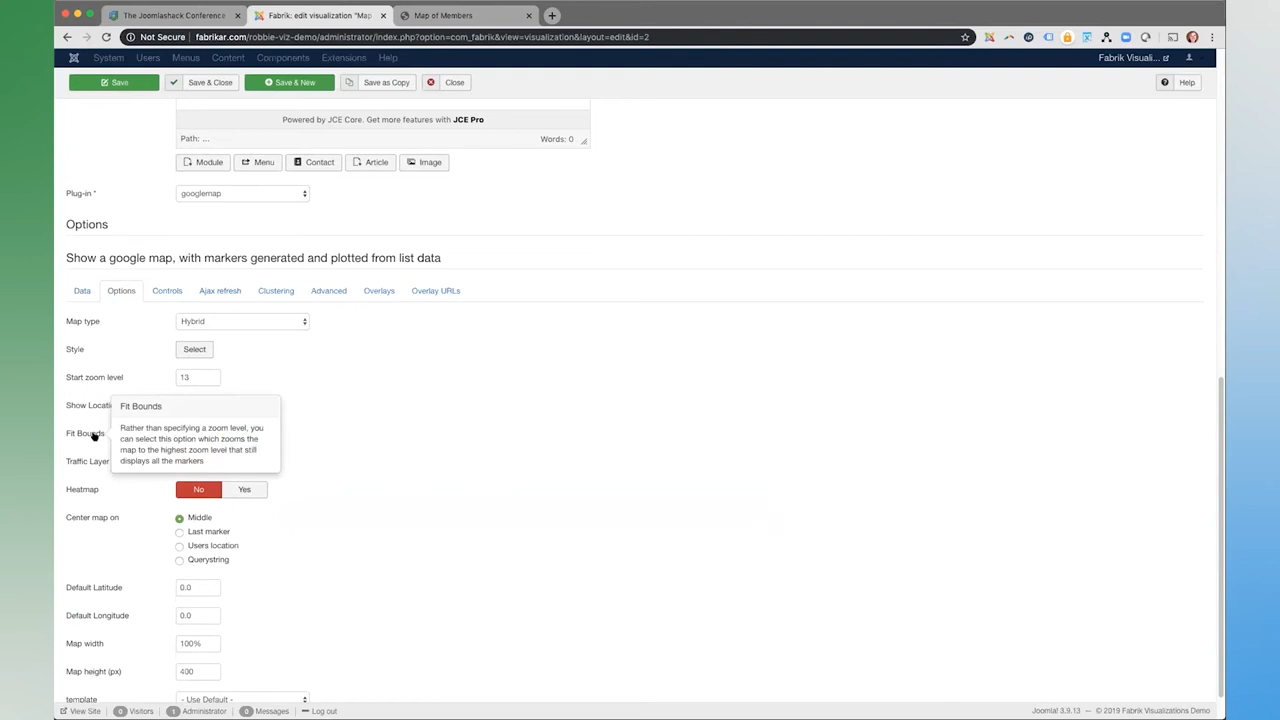 The Joomlashack Conference
Fabrik: edit visualization "Map
Map of Members
Not Secure
fabrikar.com/robbie-viz-demo/administrator/index.php?option=com_fabrik&view=visualization&layout=edit&id=2
System
Users
Menus
Content
Components
Extensions
Help
Fabrik Visuali...
Save
Save & Close
Save & New
Save as Copy
Close
Help
Powered by JCE Core. Get more features with JCE Pro
Path: ...
Words: 0
Module
Menu
Contact
Article
Image
Plug-in *
googlemap
Options
Show a google map, with markers generated and plotted from list data
Data
Options
Controls
Ajax refresh
Clustering
Advanced
Overlays
Overlay URLs
Map type
Hybrid
Style
Select
Start zoom level
13
Show Locati
Fit Bounds
Fit Bounds
Rather than specifying a zoom level, you
can select this option which zooms the
map to the highest zoom level that still
displays all the markers
Traffic Layer
Heatmap
No
Yes
Center map on
Middle
Last marker
Users location
Querystring
Default Latitude
0.0
Default Longitude
0.0
Map width
100%
Map height (px)
400
template
- Use Default -
View Site
0 Visitors
1 Administrator
Messages
Log out
Joomla! 3.9.13 -- © 2019 Fabrik Visualizations Demo